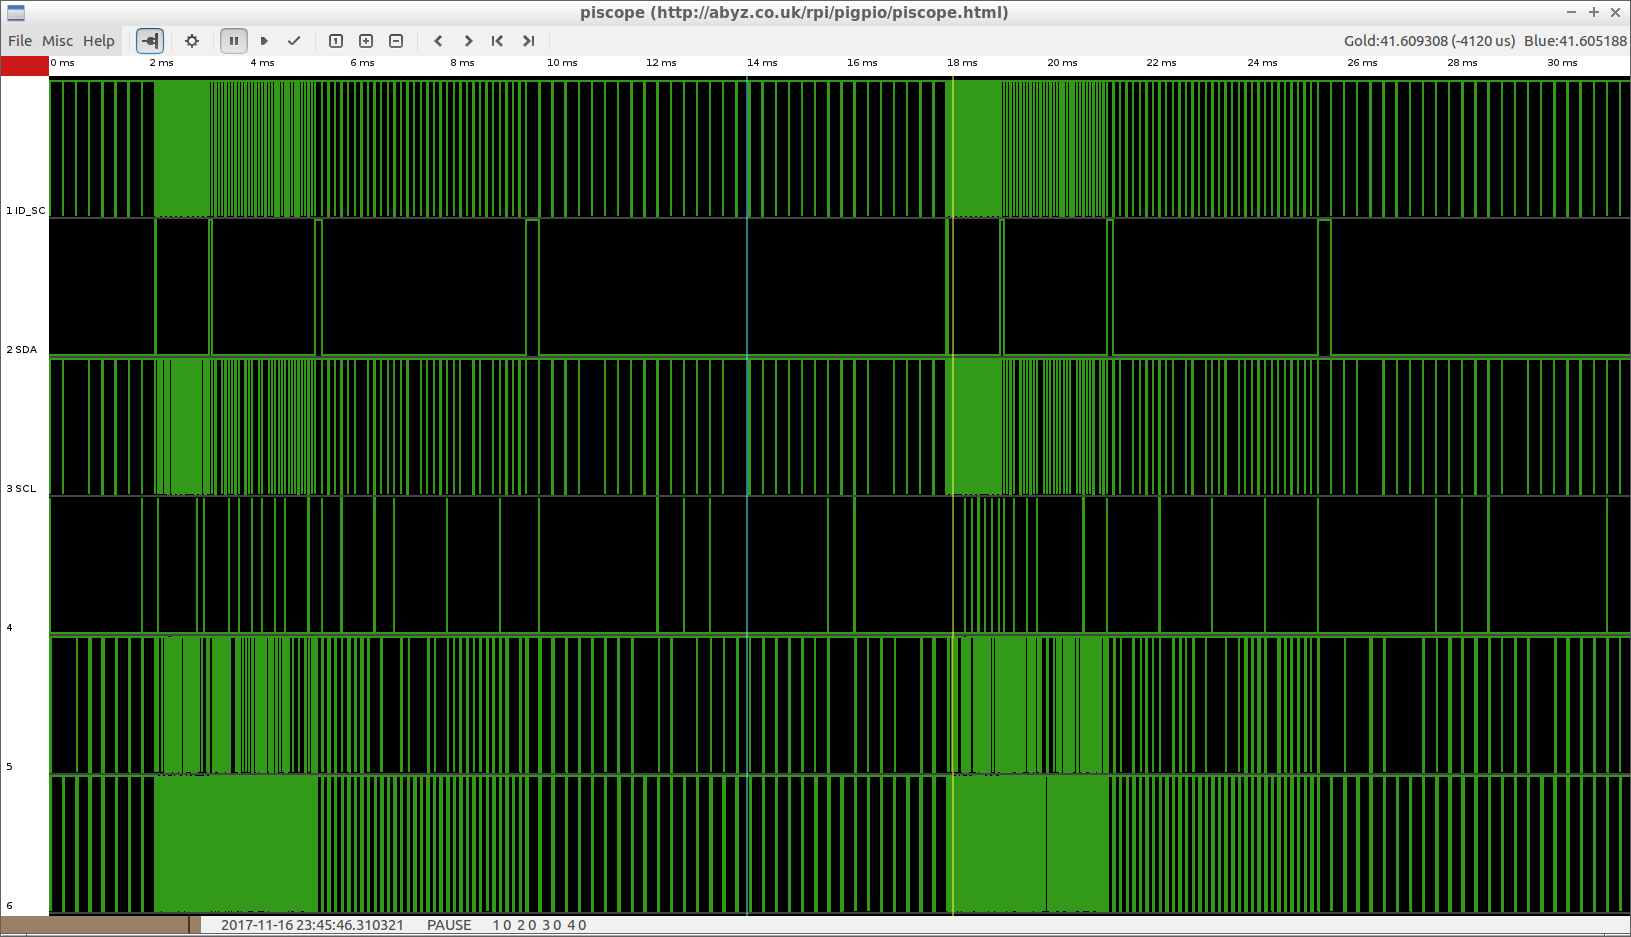 piscope (http://abyz.co.uk/rpi/pigpio/piscope.html)
File Misc Help
Gold:41.609308 (-4120 us) Blue:41.605188
0 ms 2 ms 4 ms 6 ms 8 ms 10 ms 12 ms 14 ms 16 ms 18 ms 20 ms 22 ms 24 ms 26 ms 28 ms 30 ms
1 ID_SC
2 SDA
3 SCL
4
5
6
2017-11-16 23:45:46.310321 PAUSE 1 0 2 0 3 0 4 0